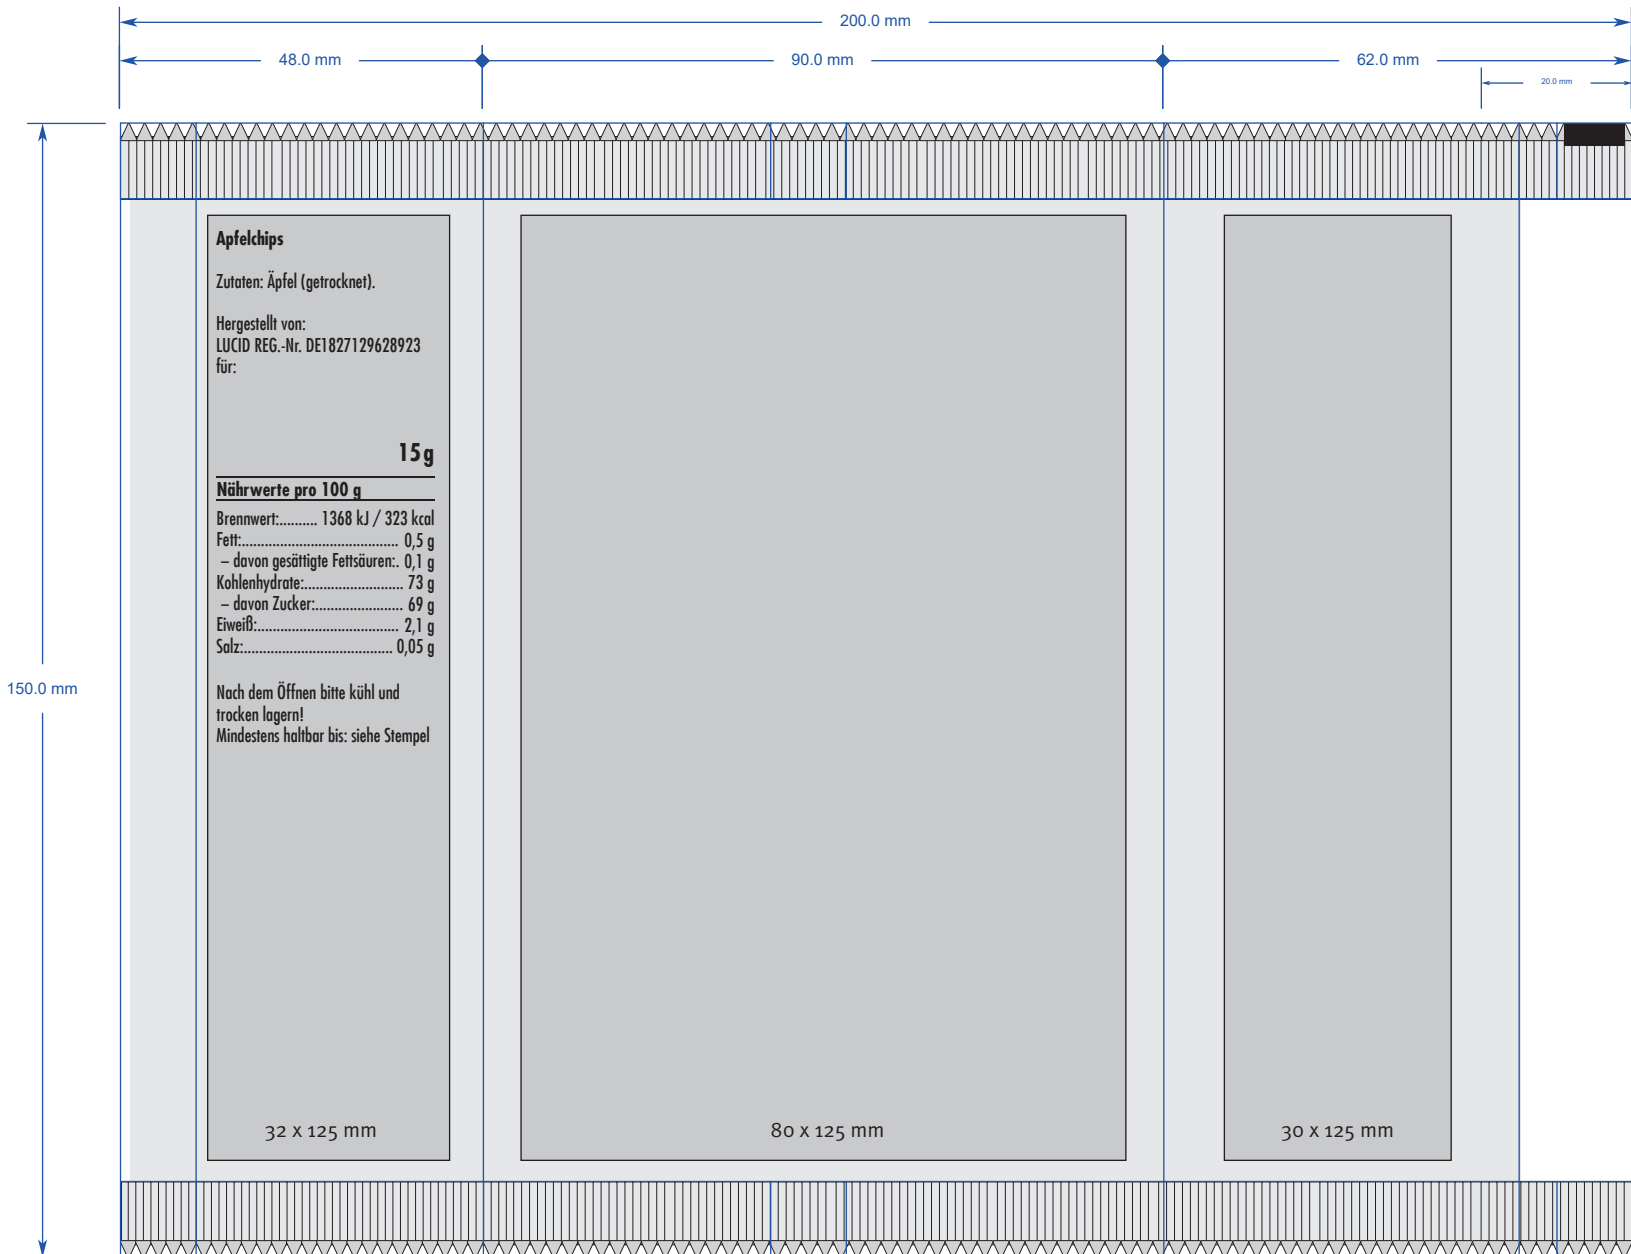 200.0 mm
48.0 mm
90.0 mm
62.0 mm
20.0 mm
150.0 mm
Apfelchips
Zutaten: Äpfel (getrocknet).
Hergestellt von:
LUCID REG.-Nr. DE1827129628923
für:
15 g
Nährwerte pro 100 g
Brennwert:.......... 1368 kJ / 323 kcal
Fett:......................................... 0,5 g
– davon gesättigte Fettsäuren:. 0,1 g
Kohlenhydrate:.......................... 73 g
– davon Zucker:....................... 69 g
Eiweiß:..................................... 2,1 g
Salz:....................................... 0,05 g
Nach dem Öffnen bitte kühl und
trocken lagern!
Mindestens haltbar bis: siehe Stempel
32 x 125 mm
80 x 125 mm
30 x 125 mm